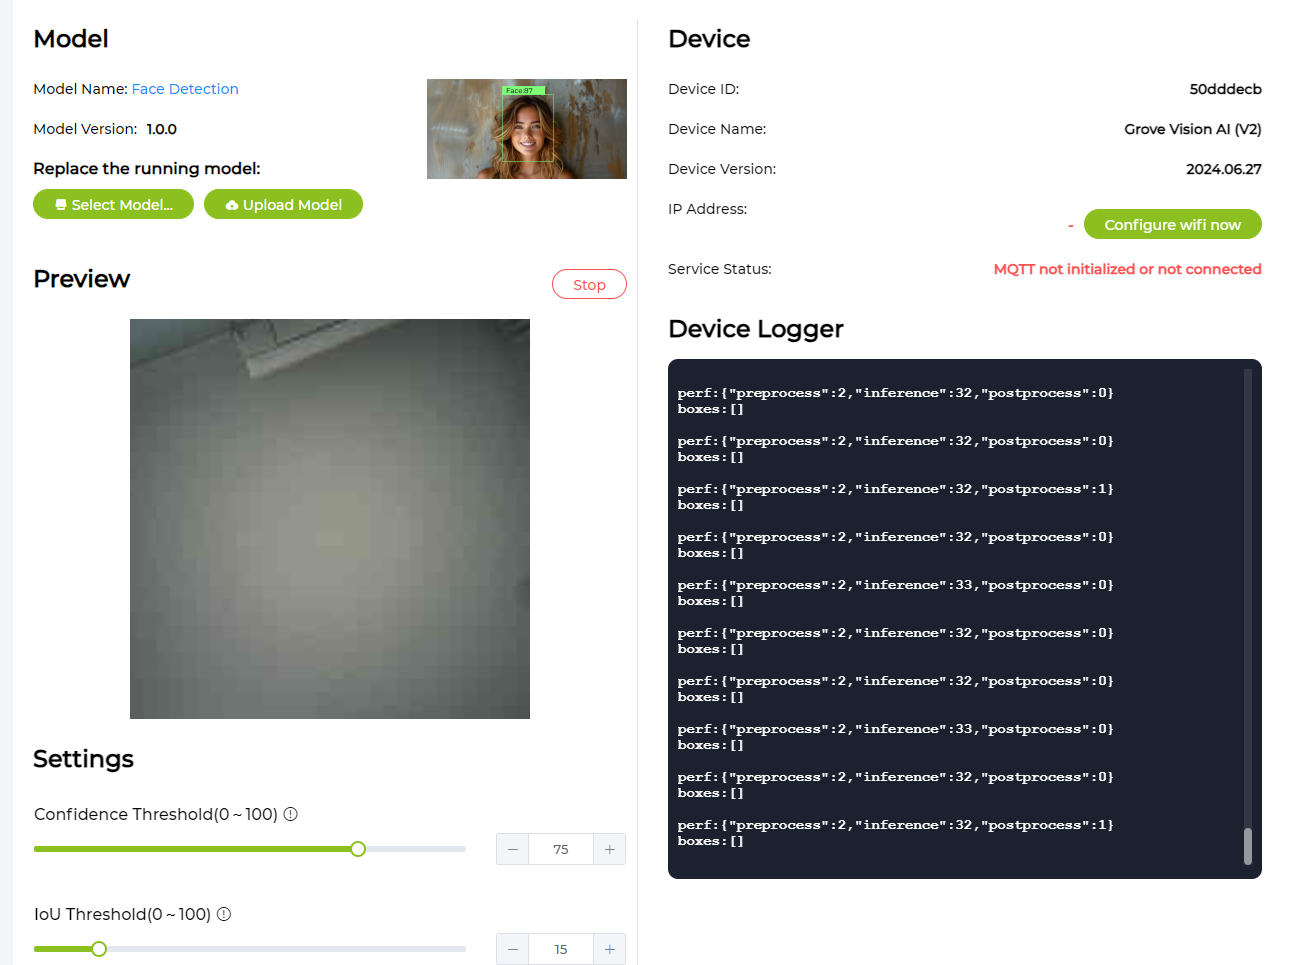 Model
Model Name: Face Detection
Model Version: 1.0.0
Replace the running model:
Select Model...
Upload Model
Face:87
Preview
Stop
Settings
Confidence Threshold(0 ~ 100)
75
IoU Threshold(0 ~ 100)
15
Device
Device ID: 50dddecb
Device Name: Grove Vision AI (V2)
Device Version: 2024.06.27
IP Address: - Configure wifi now
Service Status: MQTT not initialized or not connected
Device Logger
perf:{"preprocess":2,"inference":32,"postprocess":0}
boxes:[]
perf:{"preprocess":2,"inference":32,"postprocess":0}
boxes:[]
perf:{"preprocess":2,"inference":32,"postprocess":1}
boxes:[]
perf:{"preprocess":2,"inference":32,"postprocess":0}
boxes:[]
perf:{"preprocess":2,"inference":33,"postprocess":0}
boxes:[]
perf:{"preprocess":2,"inference":32,"postprocess":0}
boxes:[]
perf:{"preprocess":2,"inference":32,"postprocess":0}
boxes:[]
perf:{"preprocess":2,"inference":33,"postprocess":0}
boxes:[]
perf:{"preprocess":2,"inference":32,"postprocess":0}
boxes:[]
perf:{"preprocess":2,"inference":32,"postprocess":1}
boxes:[]